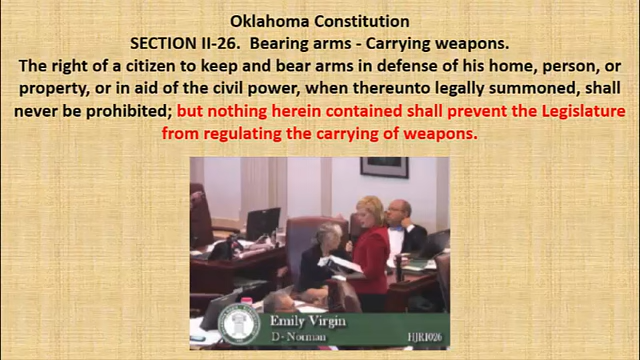 Oklahoma Constitution
SECTION II-26.  Bearing arms - Carrying weapons.
The right of a citizen to keep and bear arms in defense of his home, person, or
property, or in aid of the civil power, when thereunto legally summoned, shall
never be prohibited; but nothing herein contained shall prevent the Legislature
from regulating the carrying of weapons.
Emily Virgin
D - Norman HJR1026